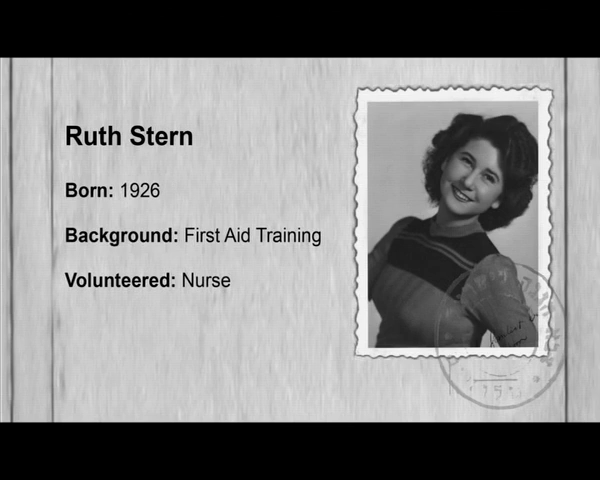 Ruth Stern
Born: 1926
Background: First Aid Training
Volunteered: Nurse